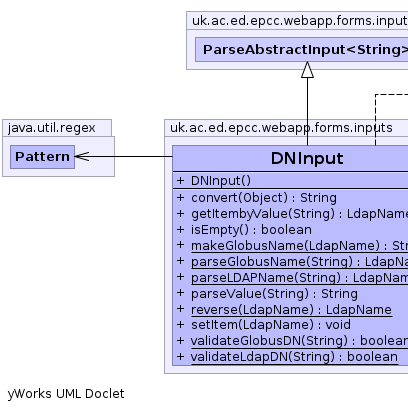 uk.ac.ed.epcc.webapp.forms.input
ParseAbstractInput<String>
java.util.regex
Pattern
uk.ac.ed.epcc.webapp.forms.inputs
DNInput
+ DNInput()
+ convert(Object) : String
+ getItembyValue(String) : LdapName
+ isEmpty() : boolean
+ makeGlobusName(LdapName) : Str
+ parseGlobusName(String) : LdapNa
+ parseLDAPName(String) : LdapNam
+ parseValue(String) : String
+ reverse(LdapName) : LdapName
+ setItem(LdapName) : void
+ validateGlobusDN(String) : boolean
+ validateLdapDN(String) : boolean
yWorks UML Doclet